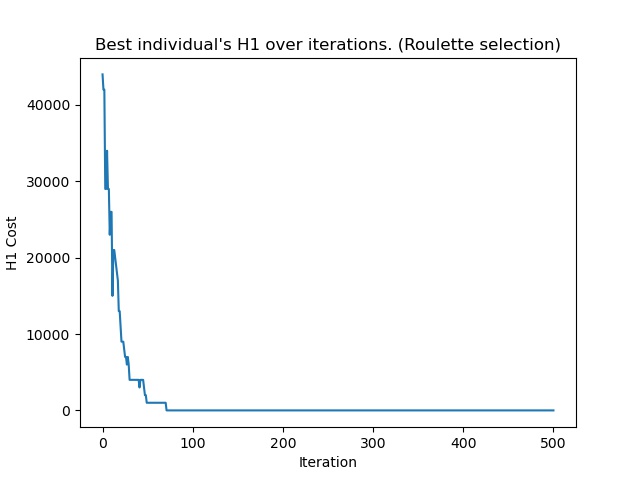 Best individual's H1 over iterations. (Roulette selection)
40000
30000
20000
10000
0
H1 Cost
0 100 200 300 400 500
Iteration